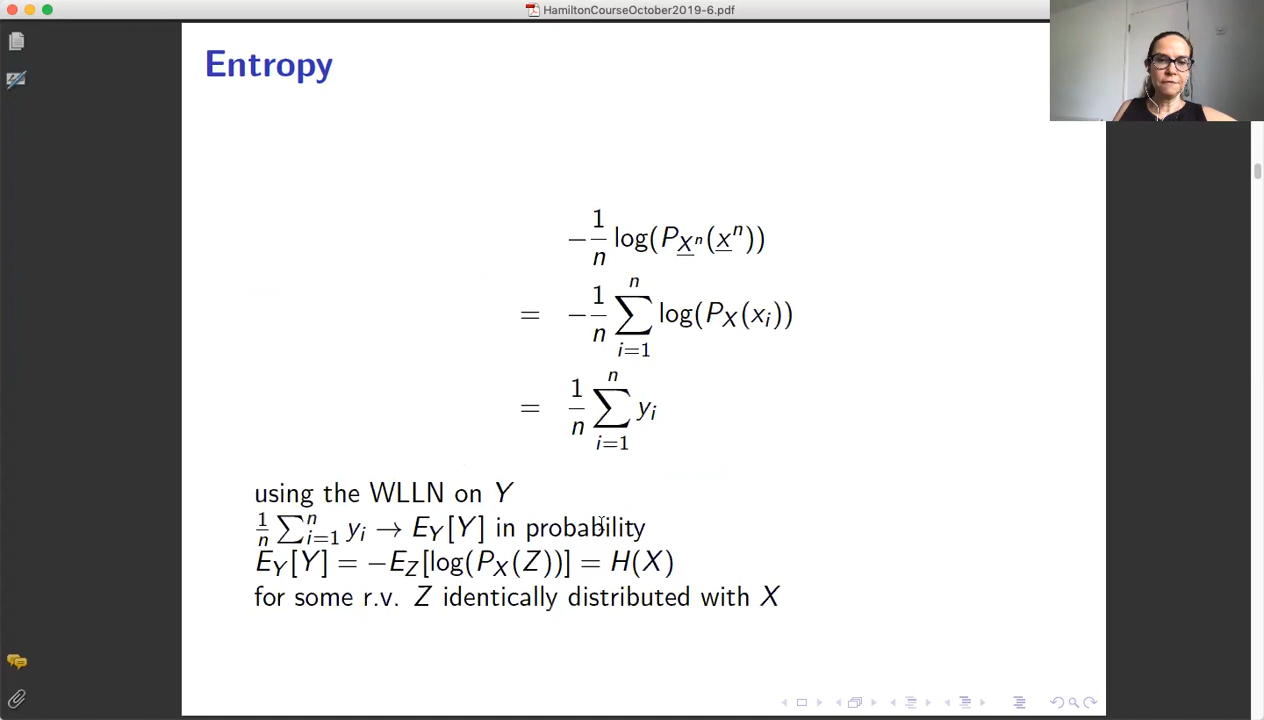 HamiltonCourseOctober2019-6.pdf
Entropy
−\frac{1}{n} log(P_{\underline{X}^n}(\underline{x}^n))
= −\frac{1}{n} \sum_{i=1}^{n} log(P_X(x_i))
= \frac{1}{n} \sum_{i=1}^{n} y_i
using the WLLN on Y
\frac{1}{n} \sum_{i=1}^{n} y_i → E_Y[Y] in probability
E_Y[Y] = −E_Z[log(P_X(Z))] = H(X)
for some r.v. Z identically distributed with X